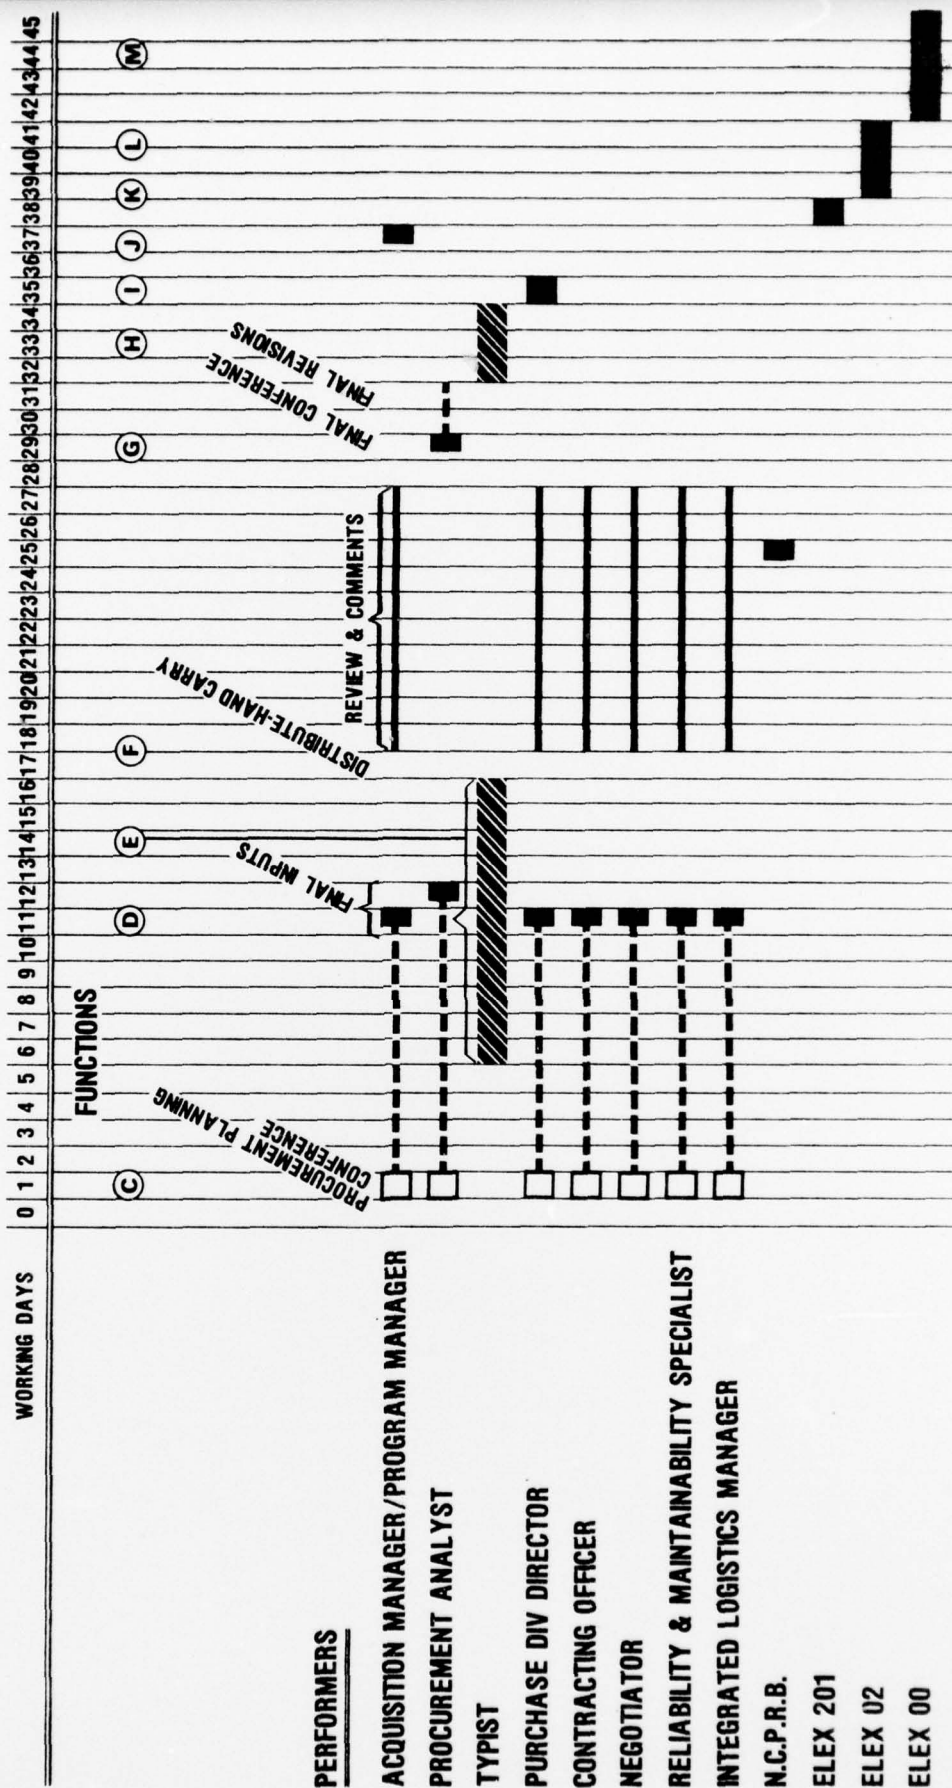 WORKING DAYS 0 1 2 3 4 5 6 7 8 9 10 11 12 13 14 15 16 17 18 19 20 21 22 23 24 25 26 27 28 29 30 31 32 33 34 35 36 37 38 39 40 41 42 43 44 45
FUNCTIONS
C D E F G H I J K L M
PROCUREMENT PLANNING
CONFERENCE
FINAL INPUTS
DISTRIBUTE-HAND CARRY
REVIEW & COMMENTS
FINAL CONFERENCE
FINAL REVISIONS
PERFORMERS
ACQUISITION MANAGER/PROGRAM MANAGER
PROCUREMENT ANALYST
TYPIST
PURCHASE DIV DIRECTOR
CONTRACTING OFFICER
NEGOTIATOR
RELIABILITY & MAINTAINABILITY SPECIALIST
INTEGRATED LOGISTICS MANAGER
N.C.P.R.B.
ELEX 201
ELEX 02
ELEX 00